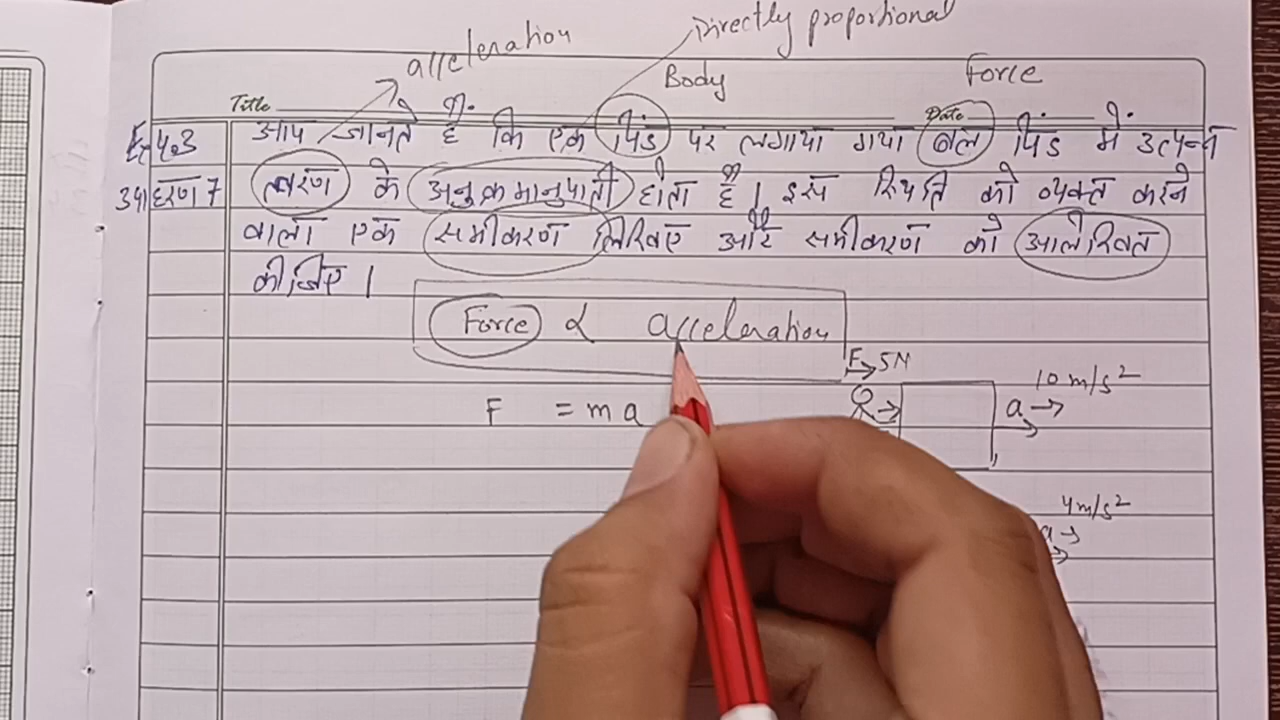 Directly proportional
acceleration
Body
Force
Title
Date
Ex 4.3
आप जानते हैं कि एक पिंड पर लगाया गया बल पिंड में उत्पन्न
उदाहरण 7
त्वरण के अनुक्रमानुपाती होता है। इस स्थिति को व्यक्त करने
वाला एक समीकरण लिखिए और समीकरण को आलेखित
कीजिए।
Force ∝ acceleration
F → 5N
10 m/s²
F = ma
a →
4m/s²
a →